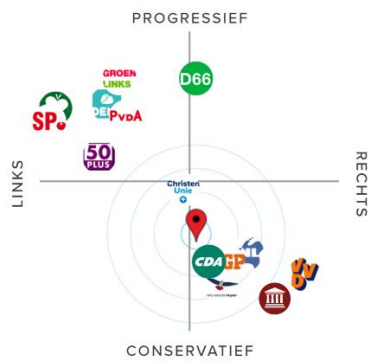 PROGRESSIEF
D66
GROEN
LINKS
PvdA
SP
50
PLUS
LINKS
RECHTS
Christen
Unie
CDA
GP
VVD
CONSERVATIEF